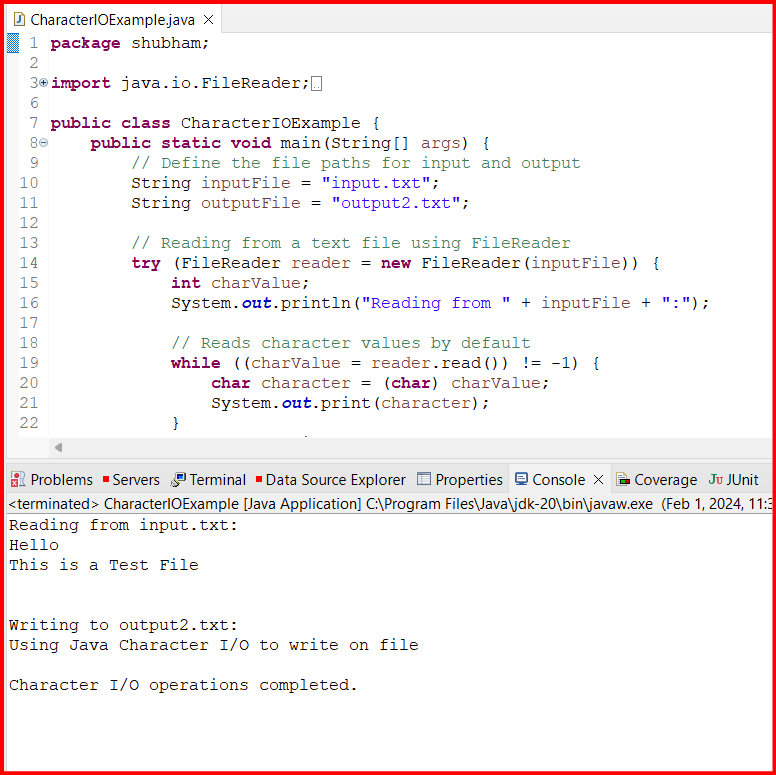 CharacterIOExample.java
1 package shubham;
2
3 import java.io.FileReader;
6
7 public class CharacterIOExample {
8 public static void main(String[] args) {
9 // Define the file paths for input and output
10 String inputFile = "input.txt";
11 String outputFile = "output2.txt";
12
13 // Reading from a text file using FileReader
14 try (FileReader reader = new FileReader(inputFile)) {
15 int charValue;
16 System.out.println("Reading from " + inputFile + ":");
17
18 // Reads character values by default
19 while ((charValue = reader.read()) != -1) {
20 char character = (char) charValue;
21 System.out.print(character);
22 }
Problems Servers Terminal Data Source Explorer Properties Console Coverage JUnit
<terminated> CharacterIOExample [Java Application] C:\Program Files\Java\jdk-20\bin\javaw.exe (Feb 1, 2024, 11:3
Reading from input.txt:
Hello
This is a Test File
Writing to output2.txt:
Using Java Character I/O to write on file
Character I/O operations completed.